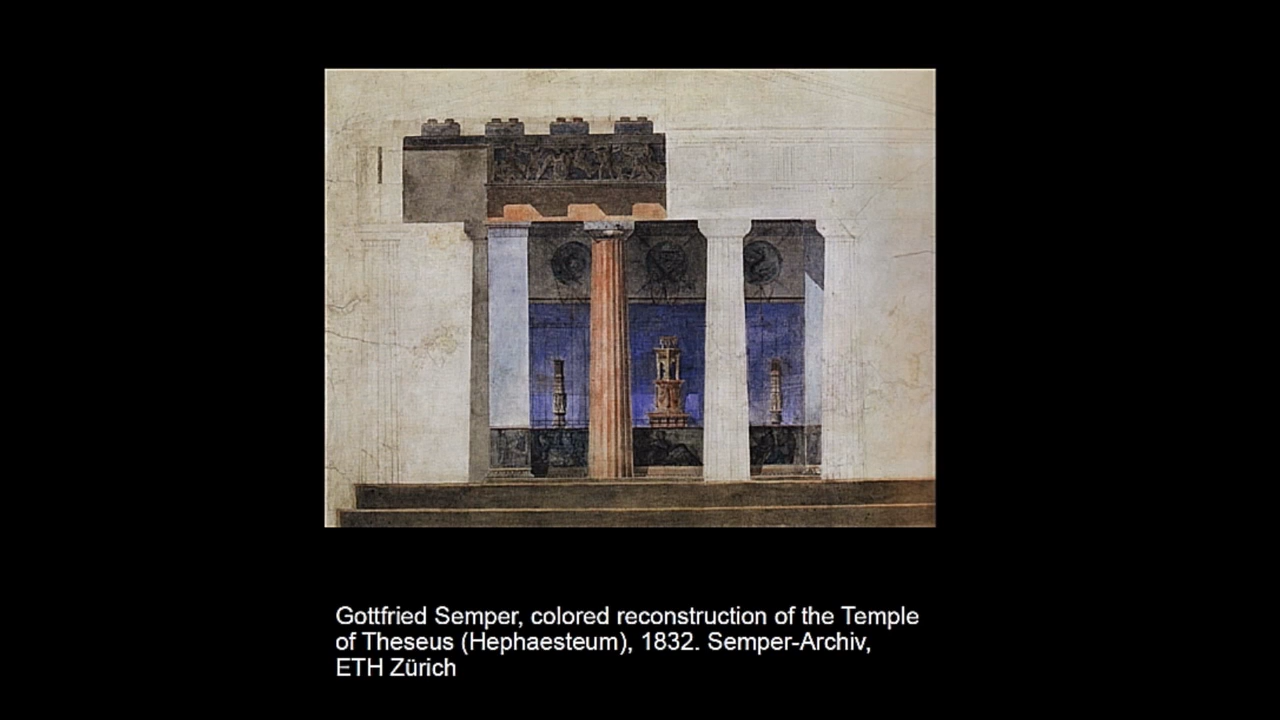 Gottfried Semper, colored reconstruction of the Temple
of Theseus (Hephaesteum), 1832. Semper-Archiv,
ETH Zürich